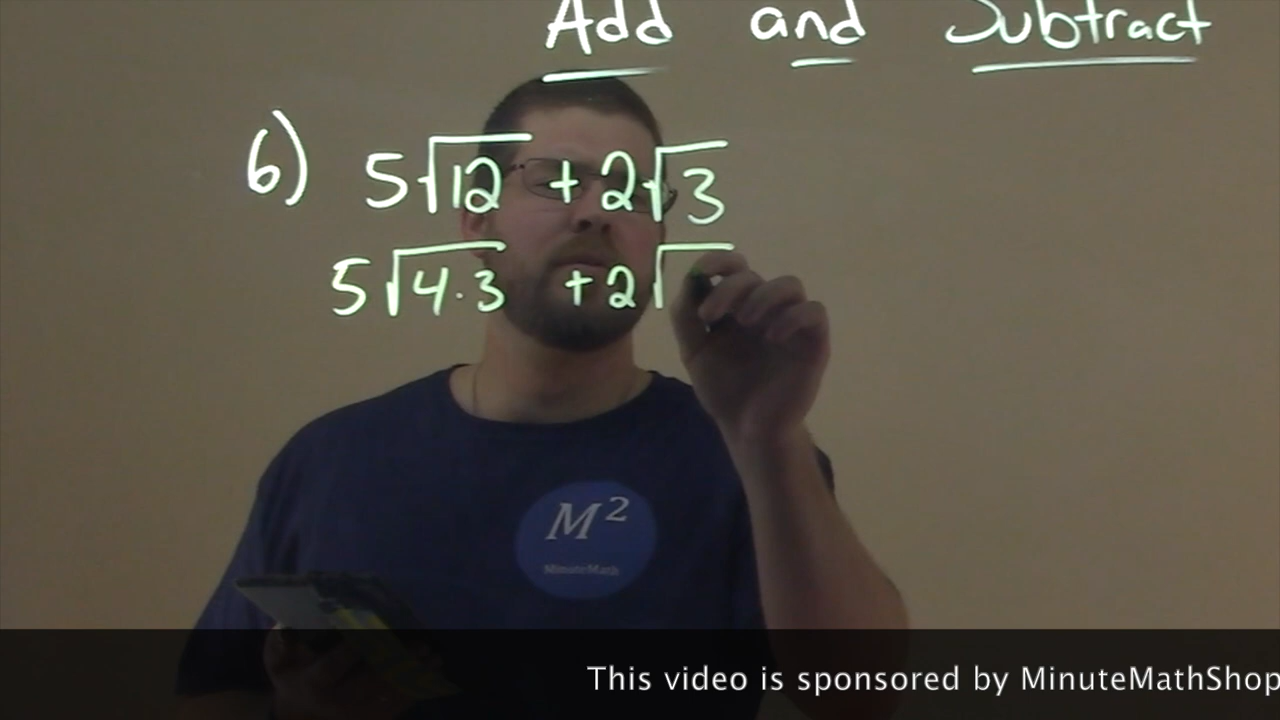 Add and Subtract
6) 5√12 + 2√3
5√4·3 + 2√
M²
MinuteMath
This video is sponsored by MinuteMathShop